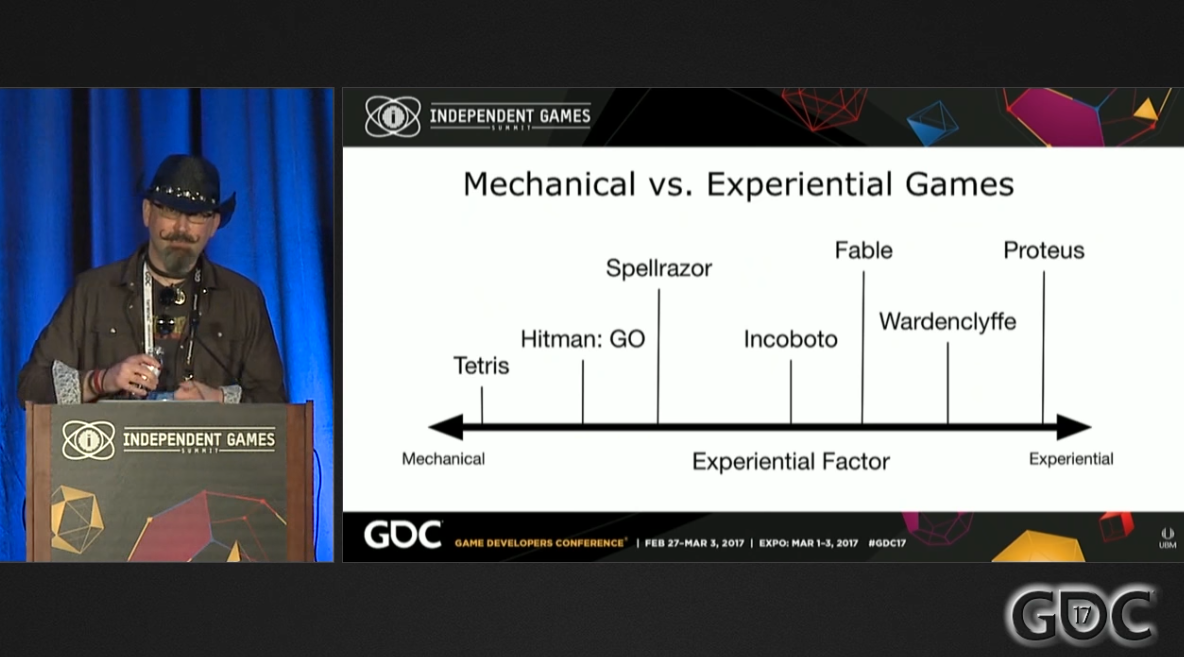 INDEPENDENT GAMES
SUMMIT
Mechanical vs. Experiential Games
Fable
Proteus
Spellrazor
Wardenclyffe
Hitman: GO
Incoboto
Tetris
Mechanical
Experiential Factor
Experiential
GDC
GAME DEVELOPERS CONFERENCE® | FEB 27–MAR 3, 2017 | EXPO: MAR 1–3, 2017 #GDC17
UBM
INDEPENDENT GAMES
SUMMIT
GDC
17